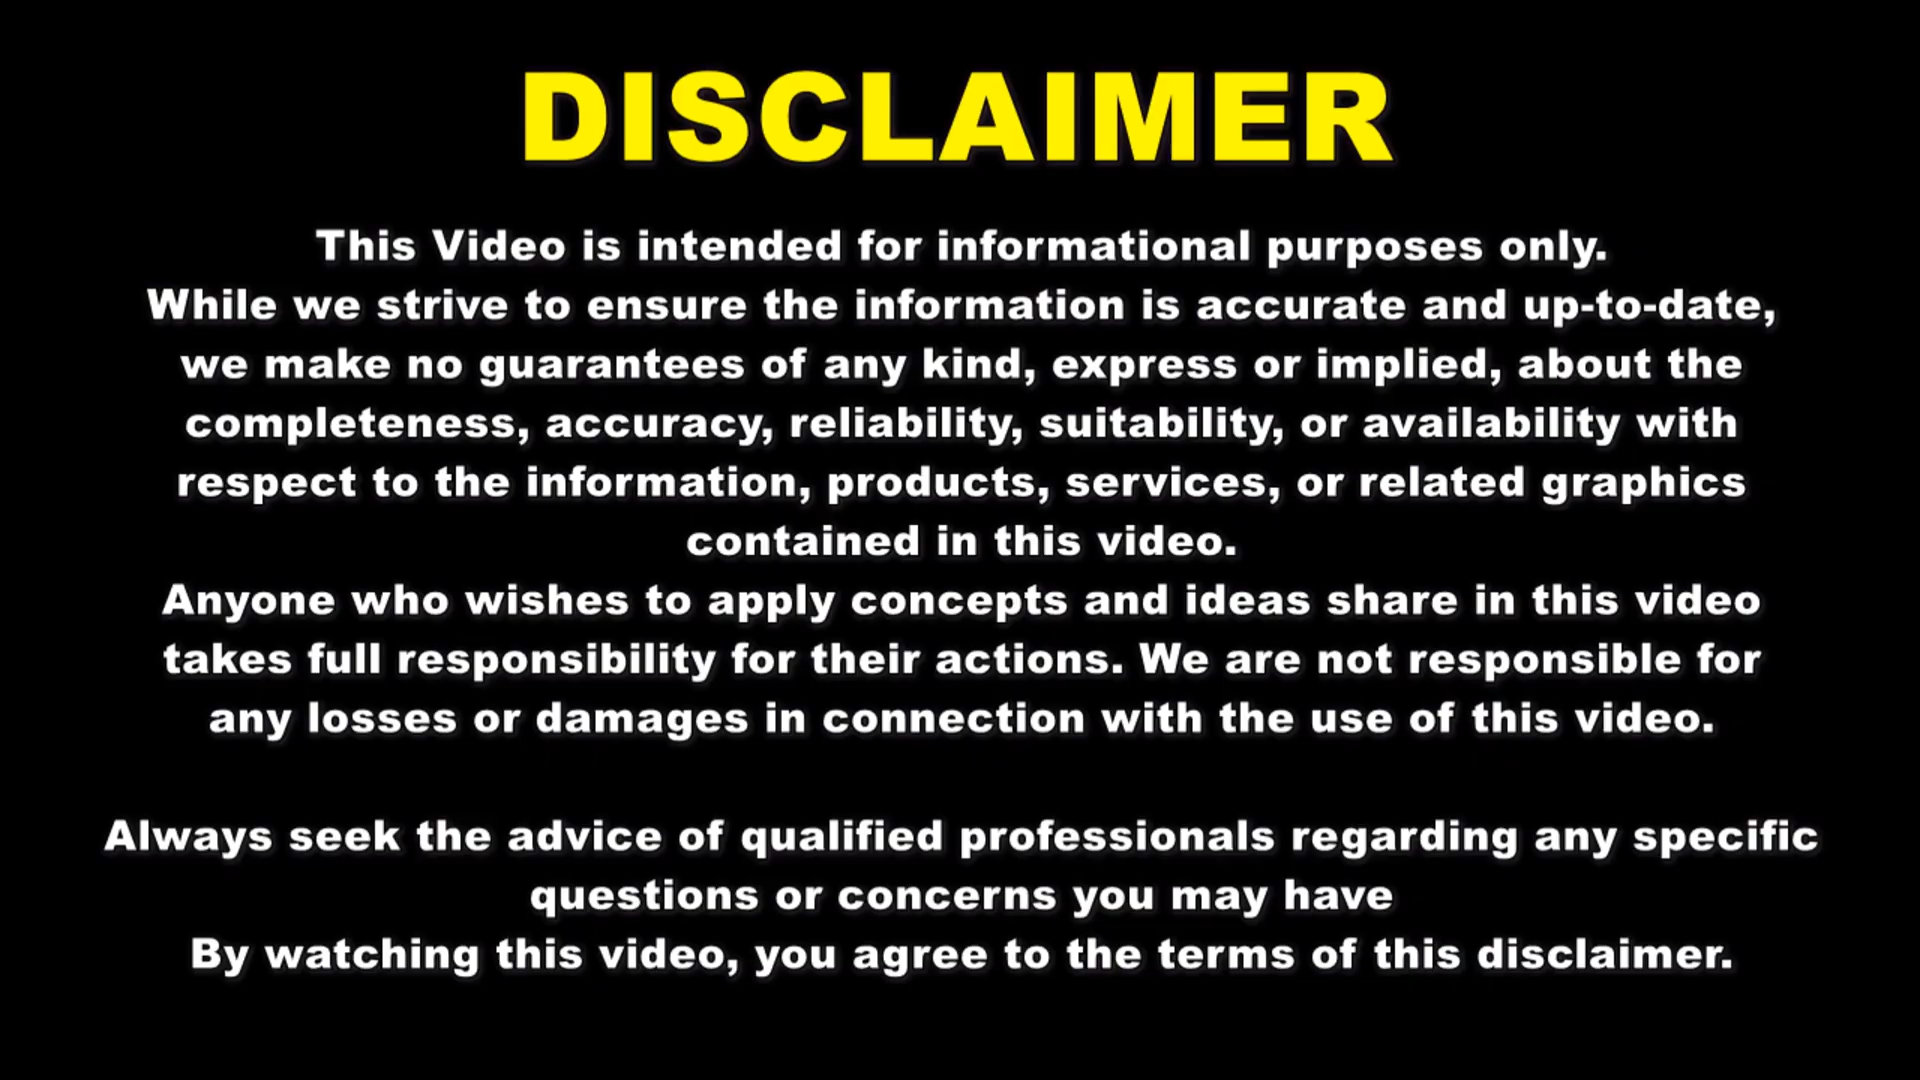 DISCLAIMER
This Video is intended for informational purposes only.
While we strive to ensure the information is accurate and up-to-date,
we make no guarantees of any kind, express or implied, about the
completeness, accuracy, reliability, suitability, or availability with
respect to the information, products, services, or related graphics
contained in this video.
Anyone who wishes to apply concepts and ideas share in this video
takes full responsibility for their actions. We are not responsible for
any losses or damages in connection with the use of this video.
Always seek the advice of qualified professionals regarding any specific
questions or concerns you may have
By watching this video, you agree to the terms of this disclaimer.